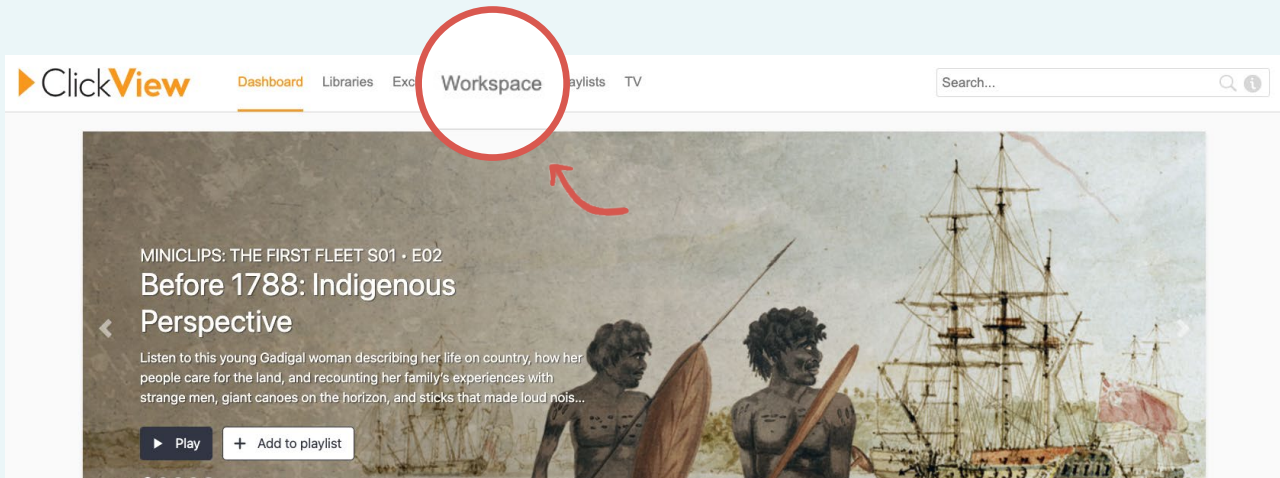 ClickView Dashboard Libraries Exc Workspace aylists TV Search...
MINICLIPS: THE FIRST FLEET S01 • E02
Before 1788: Indigenous
Perspective
Listen to this young Gadigal woman describing her life on country, how her
people care for the land, and recounting her family's experiences with
strange men, giant canoes on the horizon, and sticks that made loud nois...
Play + Add to playlist